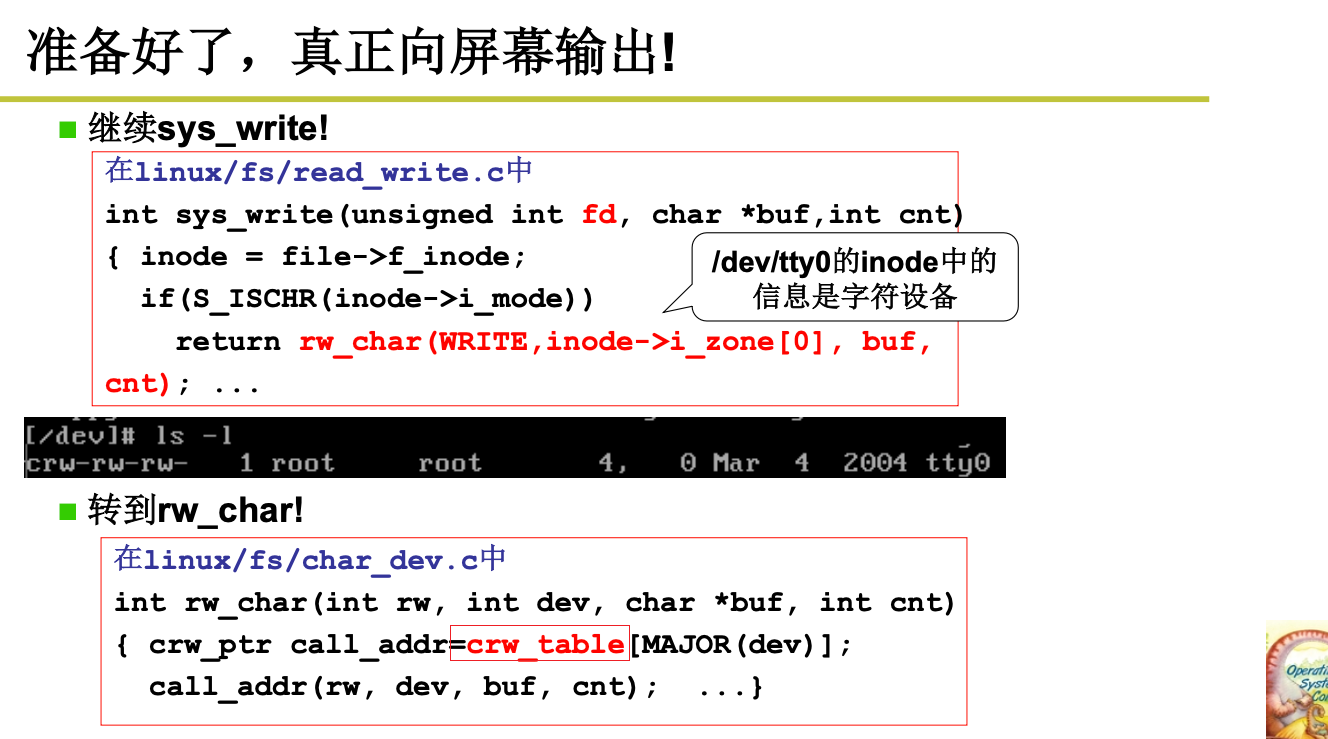 准备好了，真正向屏幕输出!
继续sys_write!
在linux/fs/read_write.c中
int sys_write(unsigned int fd, char *buf,int cnt)
{ inode = file->f_inode;
/dev/tty0的inode中的
信息是字符设备
if(S_ISCHR(inode->i_mode))
return rw_char(WRITE,inode->i_zone[0], buf,
cnt); ...
[/dev]# ls -l
crw-rw-rw- 1 root root 4, 0 Mar 4 2004 tty0
转到rw_char!
在linux/fs/char_dev.c中
int rw_char(int rw, int dev, char *buf, int cnt)
{ crw_ptr call_addr=crw_table[MAJOR(dev)];
call_addr(rw, dev, buf, cnt); ...}